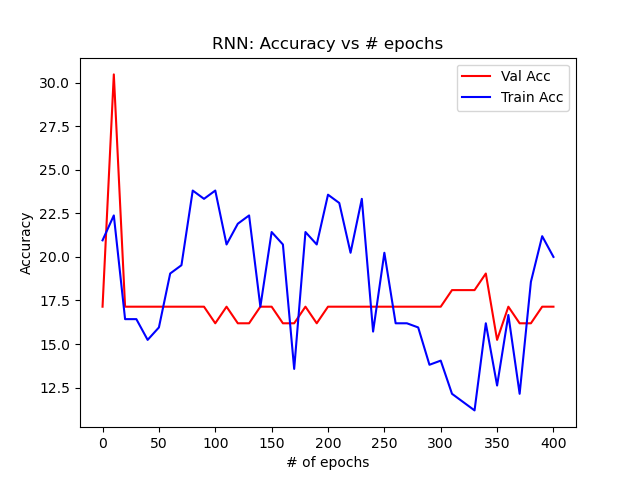 RNN: Accuracy vs # epochs
Val Acc
Train Acc
Accuracy
30.0
27.5
25.0
22.5
20.0
17.5
15.0
12.5
0 50 100 150 200 250 300 350 400
# of epochs